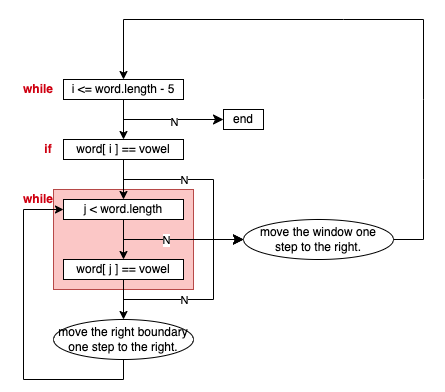 while
i <= word.length - 5
N
end
if
word[ i ] == vowel
N
while
j < word.length
N
move the window one
step to the right.
word[ j ] == vowel
N
move the right boundary
one step to the right.